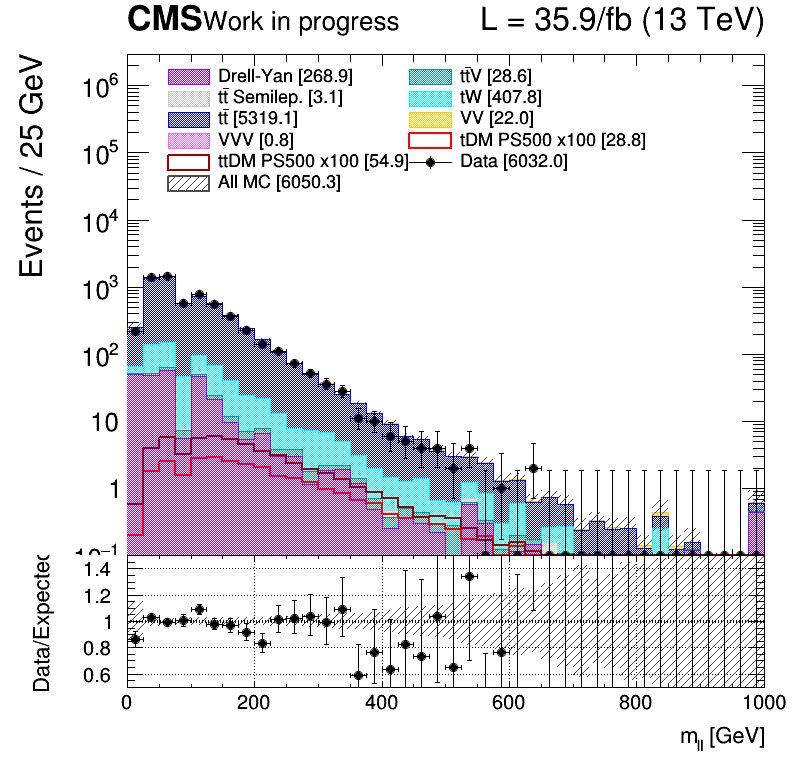 CMS Work in progress L = 35.9/fb (13 TeV)
Events / 25 GeV
Drell-Yan [268.9] tt̄V [28.6]
tt̄ Semilep. [3.1] tW [407.8]
tt̄ [5319.1] VV [22.0]
VVV [0.8] tDM PS500 x100 [28.8]
ttDM PS500 x100 [54.9] Data [6032.0]
All MC [6050.3]
10⁶
10⁵
10⁴
10³
10²
10
1
10⁻¹
Data/Expected
1.4
1.2
1
0.8
0.6
0 200 400 600 800 1000
m_ll [GeV]